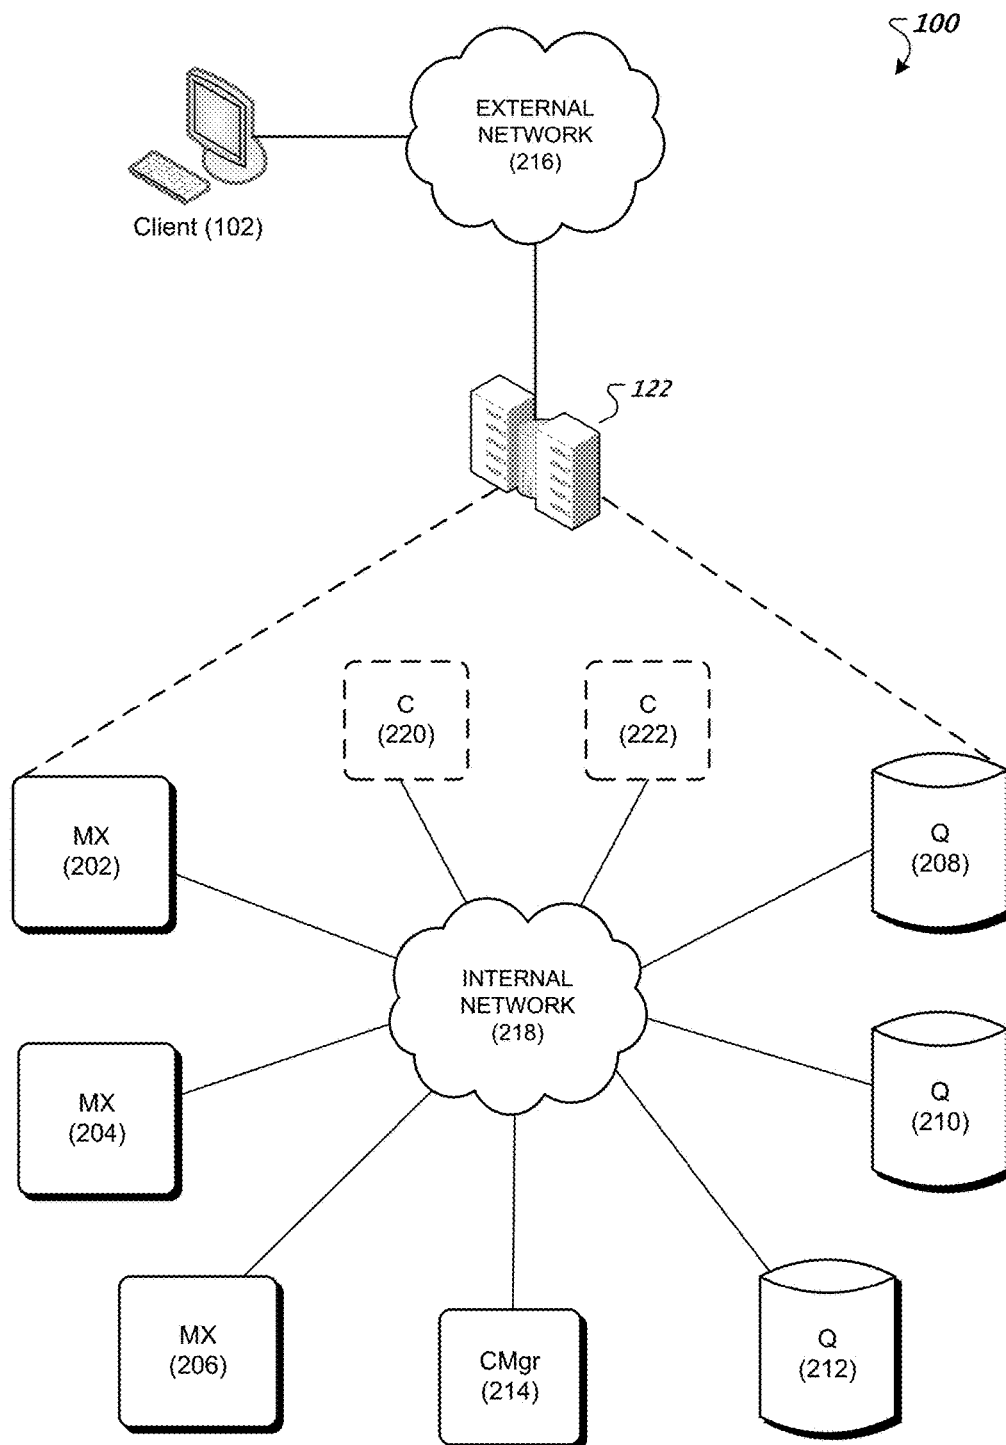 100
EXTERNAL
NETWORK
(216)
Client (102)
122
C
(220)
C
(222)
MX
(202)
Q
(208)
INTERNAL
NETWORK
(218)
MX
(204)
Q
(210)
MX
(206)
CMgr
(214)
Q
(212)